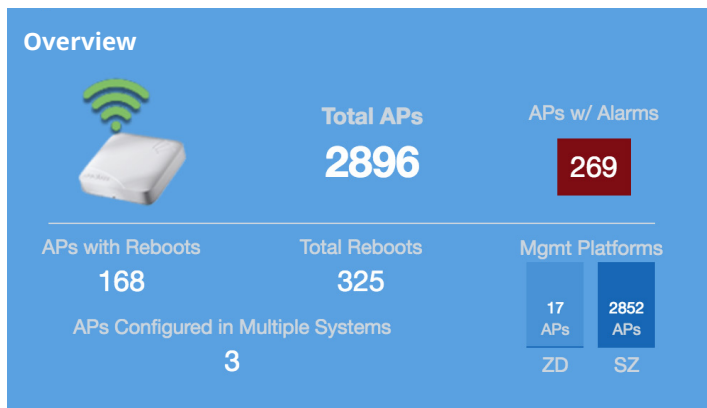 Overview
Total APs
2896
APs w/ Alarms
269
APs with Reboots
168
Total Reboots
325
Mgmt Platforms
17
APs
ZD
2852
APs
SZ
APs Configured in Multiple Systems
3